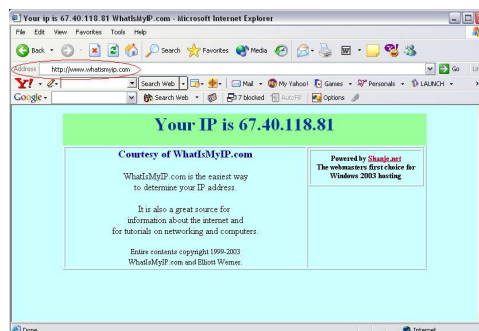 Your ip is 67.40.118.81 WhatIsMyIP.com - Microsoft Internet Explorer
File Edit View Favorites Tools Help
Back Search Favorites Media
Address http://www.whatismyip.com Go
Y! Search Web Mail My Yahoo! Games Personals LAUNCH
Google Search Web 7 blocked AutoFill Options
Your IP is 67.40.118.81
Courtesy of WhatIsMyIP.com
WhatIsMyIP.com is the easiest way
to determine your IP address.
It is also a great source for
information about the internet and
for tutorials on networking and computers.
Entire contents copyright 1999-2003
WhatIsMyIP.com and Elliott Werner.
Powered by Shanje.net
The webmasters first choice for
Windows 2003 hosting
Done Internet